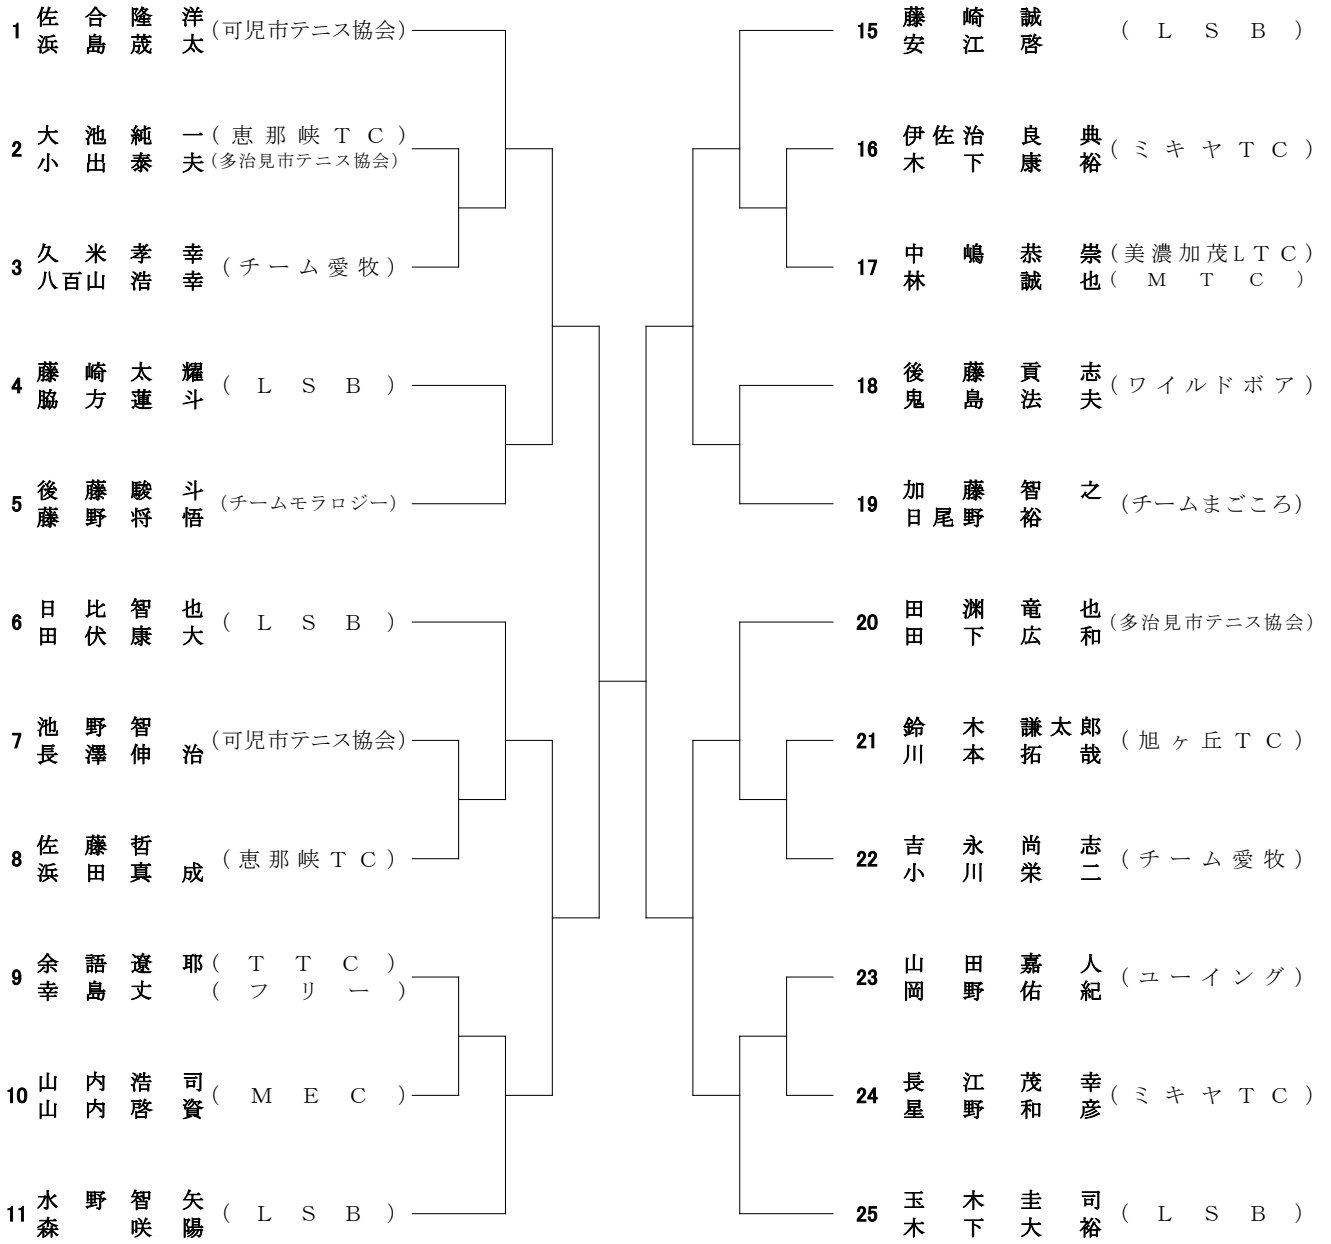 1 佐合隆洋 (可児市テニス協会)
浜島茂太
2 大池純一 (恵那峡TC)
小出泰夫 (多治見市テニス協会)
3 久米孝幸 (チーム愛牧)
八百山浩幸
4 藤崎太耀 (LSB)
脇方蓮斗
5 後藤駿斗 (チームモラロジー)
藤野将悟
6 日比智也 (LSB)
田伏康大
7 池野智 (可児市テニス協会)
長澤伸治
8 佐藤哲 (恵那峡TC)
浜田真成
9 余語遼耶 (TTC)
幸島丈 (フリー)
10 山内浩司 (MEC)
山内啓資
11 水野智矢 (LSB)
森咲陽
15 藤崎誠 (LSB)
安江啓
16 伊佐治良典 (ミキヤTC)
木下康裕
17 中嶋恭崇 (美濃加茂LTC)
林誠也 (MTC)
18 後藤貢志 (ワイルドボア)
鬼島法夫
19 加藤智之 (チームまごころ)
日尾野裕
20 田渊竜也 (多治見市テニス協会)
田下広和
21 鈴木謙太郎 (旭ヶ丘TC)
川本拓哉
22 吉永尚志 (チーム愛牧)
小川栄二
23 山田嘉人 (ユーイング)
岡野佑紀
24 長江茂幸 (ミキヤTC)
星野和彦
25 玉木圭司 (LSB)
木下大裕